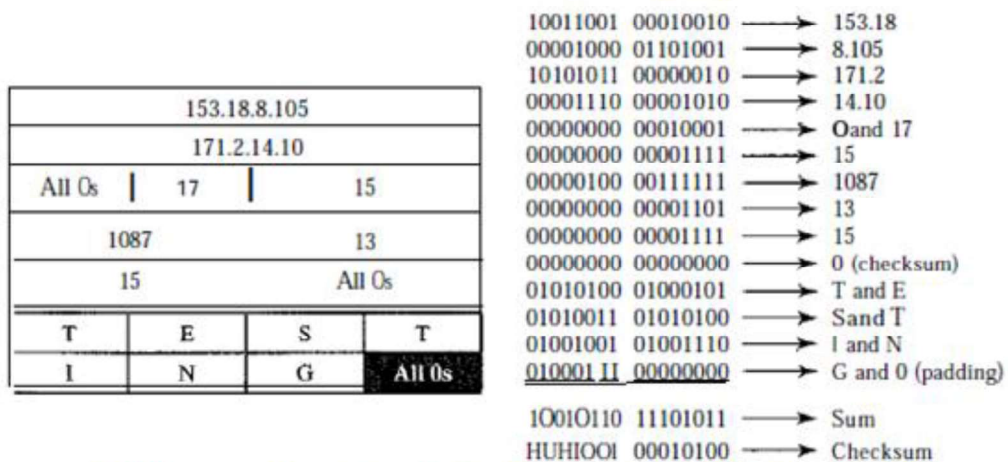 153.18.8.105
171.2.14.10
All 0s 17 15
1087 13
15 All 0s
T E S T
I N G All 0s
10011001 00010010 153.18
00001000 01101001 8.105
10101011 00000010 171.2
00001110 00001010 14.10
00000000 00010001 Oand 17
00000000 00001111 15
00000100 00111111 1087
00000000 00001101 13
00000000 00001111 15
00000000 00000000 0 (checksum)
01010100 01000101 T and E
01010011 01010100 Sand T
01001001 01001110 I and N
010001 II 00000000 G and 0 (padding)
1O01O110 11101011 Sum
HUHIOOI 00010100 Checksum